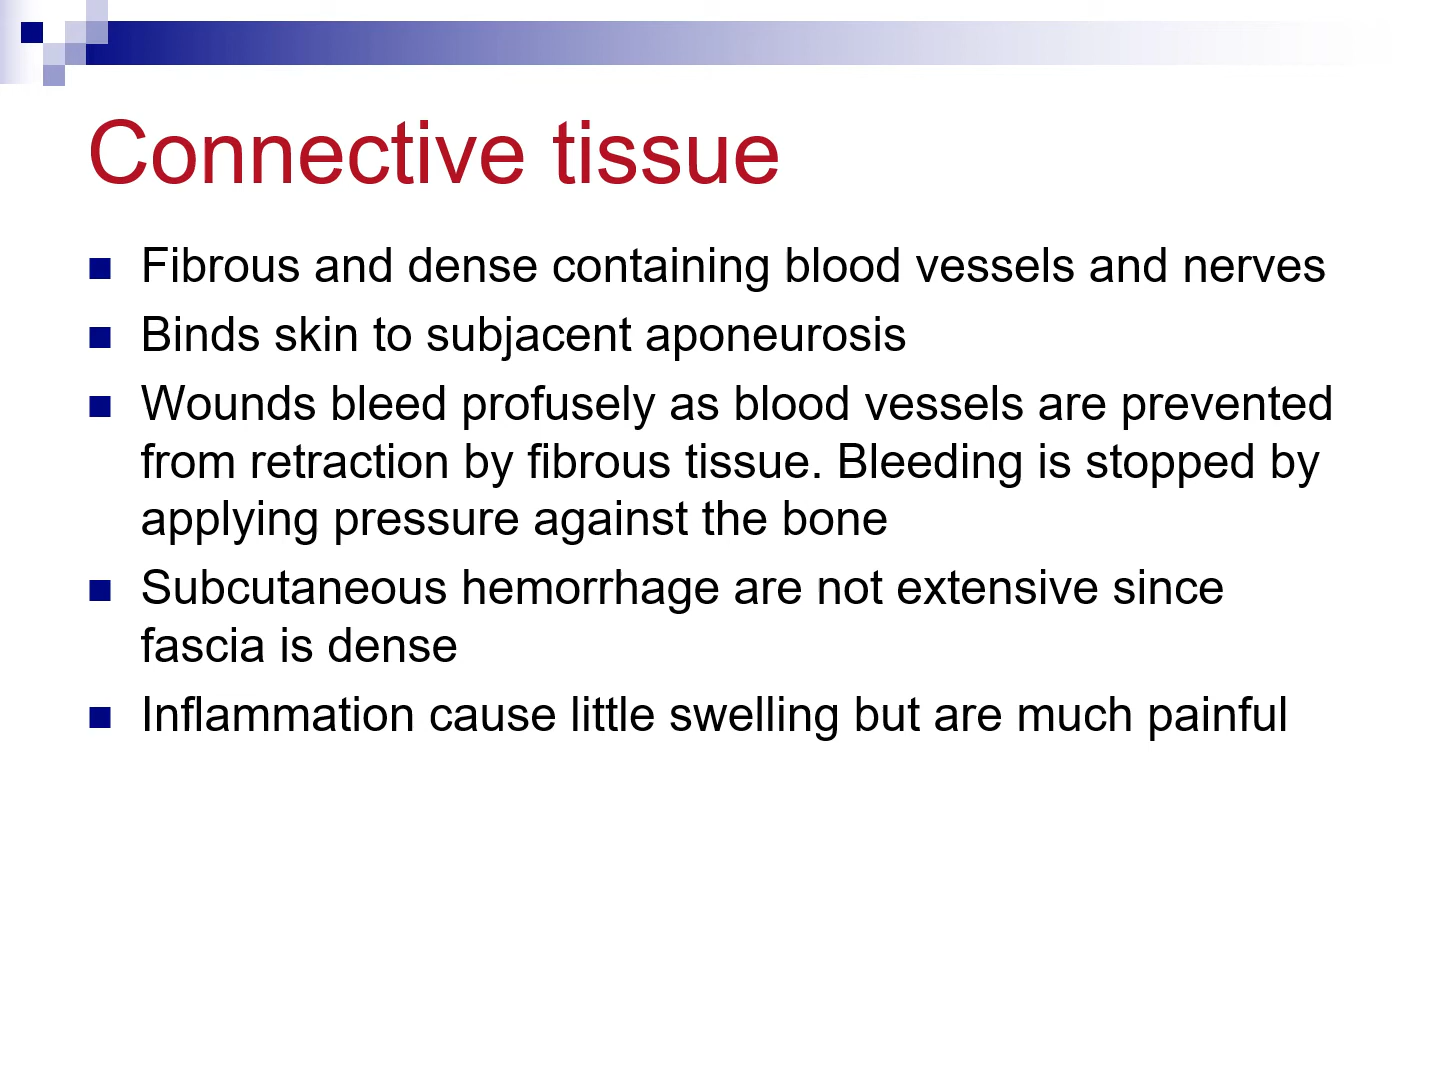 Connective tissue
Fibrous and dense containing blood vessels and nerves
Binds skin to subjacent aponeurosis
Wounds bleed profusely as blood vessels are prevented
from retraction by fibrous tissue. Bleeding is stopped by
applying pressure against the bone
Subcutaneous hemorrhage are not extensive since
fascia is dense
Inflammation cause little swelling but are much painful